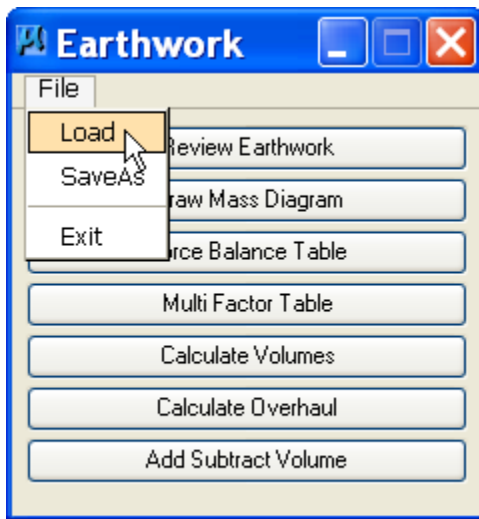 Earthwork
File
Load
SaveAs
Exit
Review Earthwork
raw Mass Diagram
rce Balance Table
Multi Factor Table
Calculate Volumes
Calculate Overhaul
Add Subtract Volume